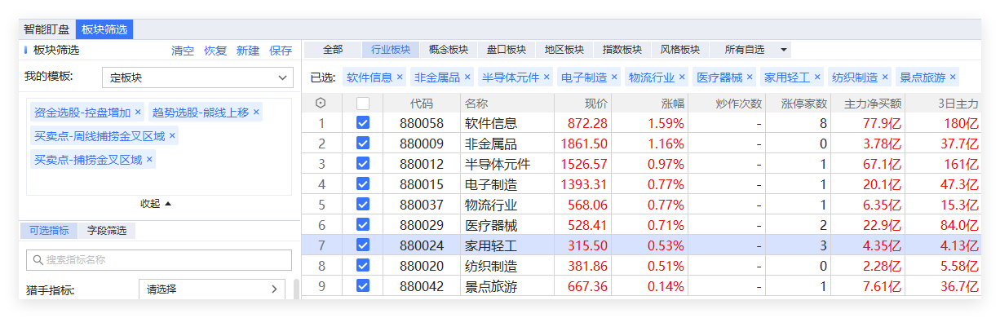 智能盯盘 板块筛选
板块筛选 清空 恢复 新建 保存
我的模板: 定板块
资金选股-控盘增加 × 趋势选股-熊线上移 ×
买卖点-周线捕捞金叉区域 ×
买卖点-捕捞金叉区域 ×
收起
可选指标 字段筛选
搜索指标名称
猎手指标: 请选择
全部 行业板块 概念板块 盘口板块 地区板块 指数板块 风格板块 所有自选
已选: 软件信息 × 非金属品 × 半导体元件 × 电子制造 × 物流行业 × 医疗器械 × 家用轻工 × 纺织制造 × 景点旅游 ×
代码 名称 现价 涨幅 炒作次数 涨停家数 主力净买额 3日主力
1 880058 软件信息 872.28 1.59% - 8 77.9亿 180亿
2 880009 非金属品 1861.50 1.16% - 0 3.78亿 37.7亿
3 880012 半导体元件 1526.57 0.97% - 1 67.1亿 161亿
4 880015 电子制造 1393.31 0.77% - 1 20.1亿 47.3亿
5 880037 物流行业 568.06 0.77% - 1 6.35亿 15.3亿
6 880029 医疗器械 528.41 0.71% - 2 22.9亿 84.0亿
7 880024 家用轻工 315.50 0.53% - 3 4.35亿 4.13亿
8 880020 纺织制造 381.86 0.51% - 0 2.28亿 5.58亿
9 880042 景点旅游 667.36 0.14% - 1 7.61亿 36.7亿